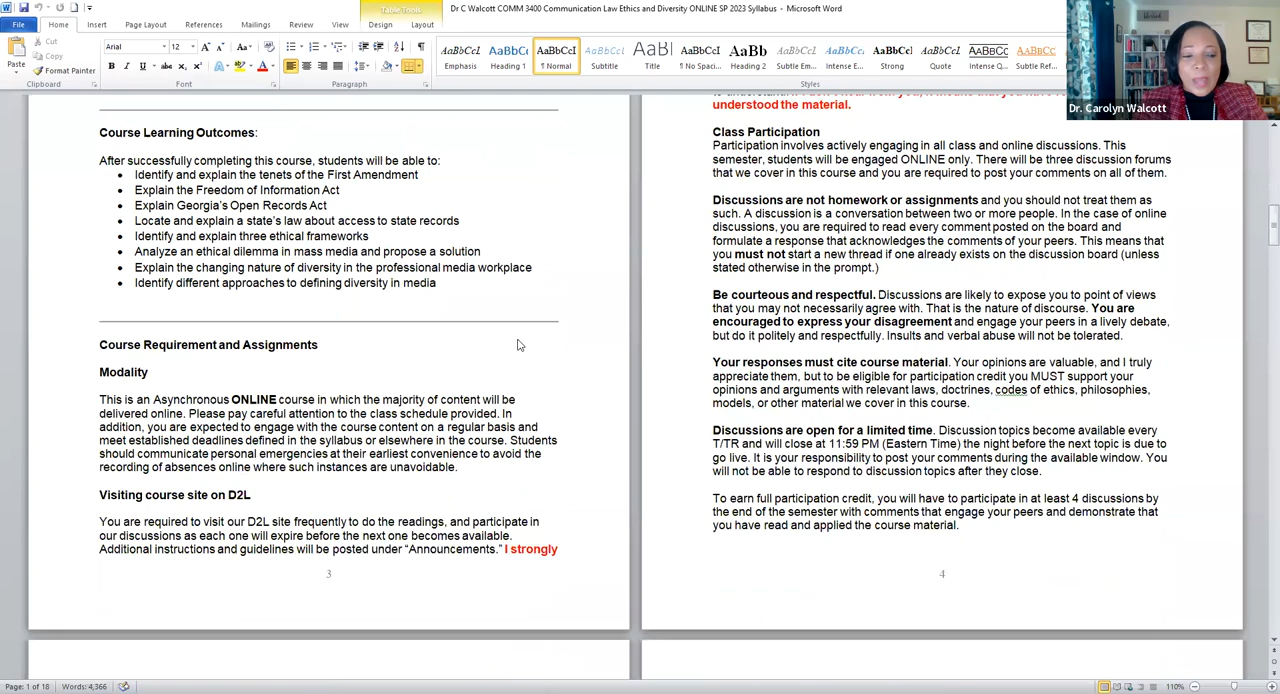 Dr C Walcott COMM 3400 Communication Law Ethics and Diversity ONLINE SP 2023 Syllabus - Microsoft Word
Table Tools
File
Home
Insert
Page Layout
References
Mailings
Review
View
Design
Layout
Paste
Cut
Copy
Format Painter
Clipboard
Arial
12
Font
Paragraph
AaBbCcI
Emphasis
AaBbCc
Heading 1
AaBbCcI
¶ Normal
AaBbCcI
Subtitle
AaBl
Title
AaBbCcI
¶ No Spaci...
AaBb
Heading 2
AaBbCcI
Subtle Em...
AaBbCc
Intense E...
AaBbCc
Strong
AaBbCcI
Quote
AaBbCc
Intense Q...
AaBbCc
Subtle Ref...
Styles
Dr. Carolyn Walcott
Course Learning Outcomes:
After successfully completing this course, students will be able to:
• Identify and explain the tenets of the First Amendment
• Explain the Freedom of Information Act
• Explain Georgia's Open Records Act
• Locate and explain a state's law about access to state records
• Identify and explain three ethical frameworks
• Analyze an ethical dilemma in mass media and propose a solution
• Explain the changing nature of diversity in the professional media workplace
• Identify different approaches to defining diversity in media
Course Requirement and Assignments
Modality
This is an Asynchronous ONLINE course in which the majority of content will be
delivered online. Please pay careful attention to the class schedule provided. In
addition, you are expected to engage with the course content on a regular basis and
meet established deadlines defined in the syllabus or elsewhere in the course. Students
should communicate personal emergencies at their earliest convenience to avoid the
recording of absences online where such instances are unavoidable.
Visiting course site on D2L
You are required to visit our D2L site frequently to do the readings, and participate in
our discussions as each one will expire before the next one becomes available.
Additional instructions and guidelines will be posted under “Announcements.” I strongly
3
understood the material.
Class Participation
Participation involves actively engaging in all class and online discussions. This
semester, students will be engaged ONLINE only. There will be three discussion forums
that we cover in this course and you are required to post your comments on all of them.
Discussions are not homework or assignments and you should not treat them as
such. A discussion is a conversation between two or more people. In the case of online
discussions, you are required to read every comment posted on the board and
formulate a response that acknowledges the comments of your peers. This means that
you must not start a new thread if one already exists on the discussion board (unless
stated otherwise in the prompt.)
Be courteous and respectful. Discussions are likely to expose you to point of views
that you may not necessarily agree with. That is the nature of discourse. You are
encouraged to express your disagreement and engage your peers in a lively debate,
but do it politely and respectfully. Insults and verbal abuse will not be tolerated.
Your responses must cite course material. Your opinions are valuable, and I truly
appreciate them, but to be eligible for participation credit you MUST support your
opinions and arguments with relevant laws, doctrines, codes of ethics, philosophies,
models, or other material we cover in this course.
Discussions are open for a limited time. Discussion topics become available every
T/TR and will close at 11:59 PM (Eastern Time) the night before the next topic is due to
go live. It is your responsibility to post your comments during the available window. You
will not be able to respond to discussion topics after they close.
To earn full participation credit, you will have to participate in at least 4 discussions by
the end of the semester with comments that engage your peers and demonstrate that
you have read and applied the course material.
4
Page: 1 of 18
Words: 4,366
110%